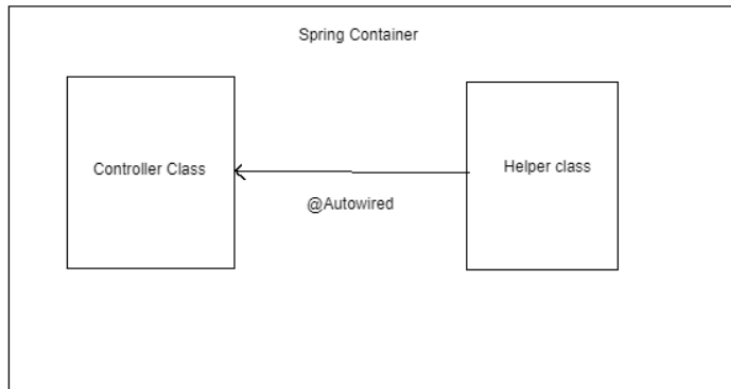 Spring Container
Controller Class
Helper class
@Autowired